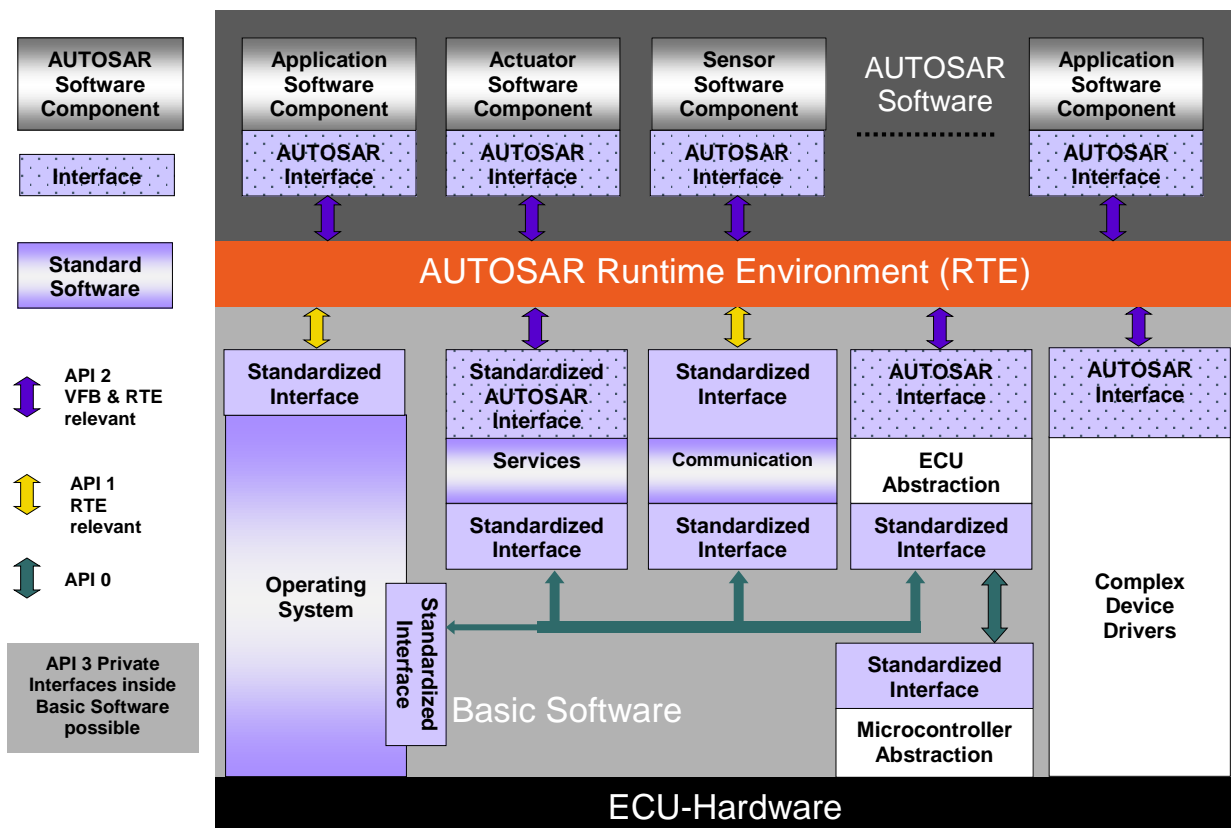 AUTOSAR
Software
Component
Interface
Standard
Software
API 2
VFB & RTE
relevant
API 1
RTE
relevant
API 0
API 3 Private
Interfaces inside
Basic Software
possible
Application
Software
Component
AUTOSAR
Interface
Actuator
Software
Component
AUTOSAR
Interface
Sensor
Software
Component
AUTOSAR
Interface
AUTOSAR
Software
Application
Software
Component
AUTOSAR
Interface
AUTOSAR Runtime Environment (RTE)
Standardized
Interface
Operating
System
Standardized
Interface
Standardized
AUTOSAR
Interface
Services
Standardized
Interface
Standardized
Interface
Communication
Standardized
Interface
AUTOSAR
Interface
ECU
Abstraction
Standardized
Interface
Standardized
Interface
Microcontroller
Abstraction
AUTOSAR
Interface
Complex
Device
Drivers
Basic Software
ECU-Hardware